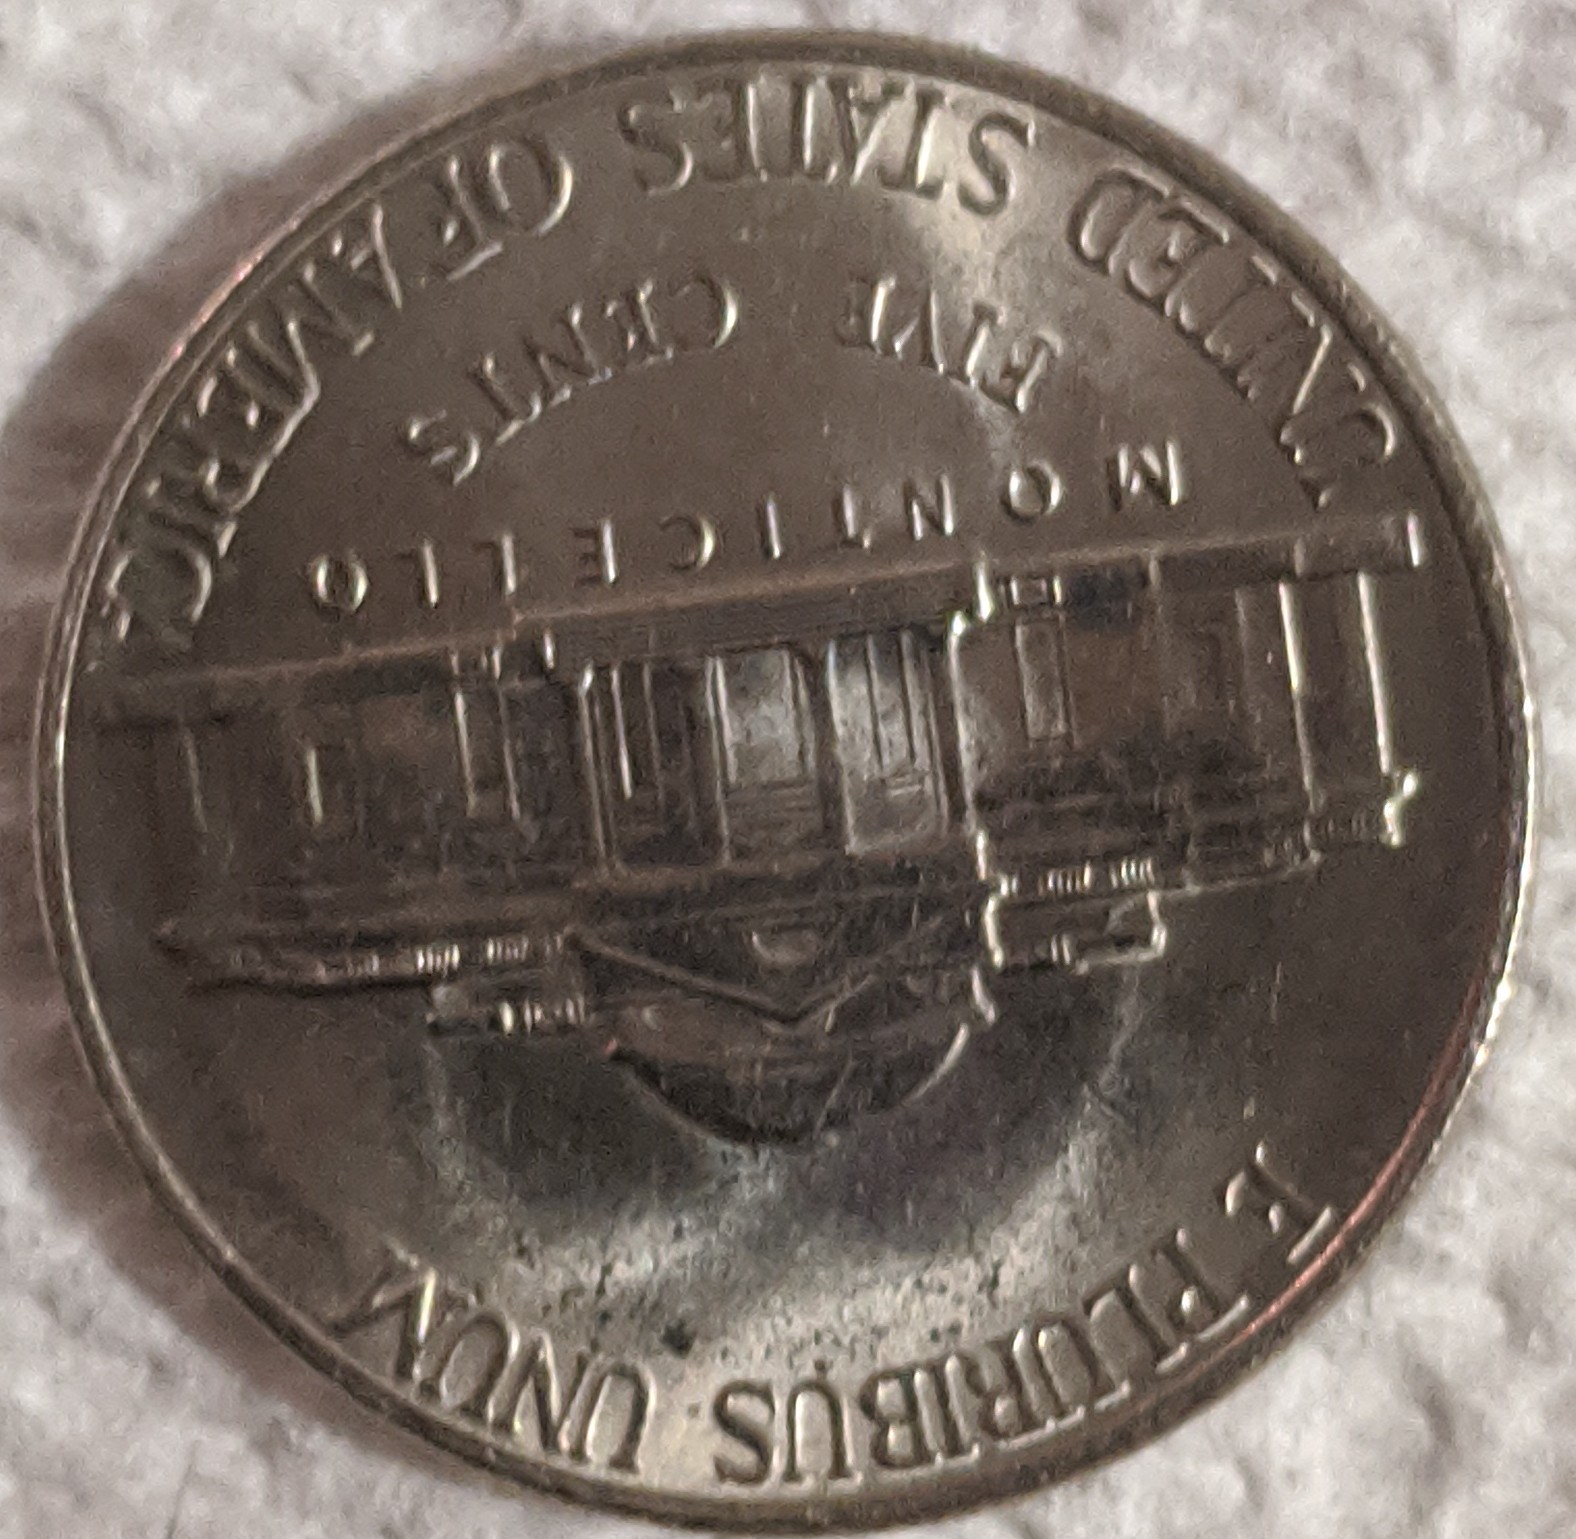 E PLURIBUS UNUM
MONTICELLO
FIVE CENTS
UNITED STATES OF AMERICA